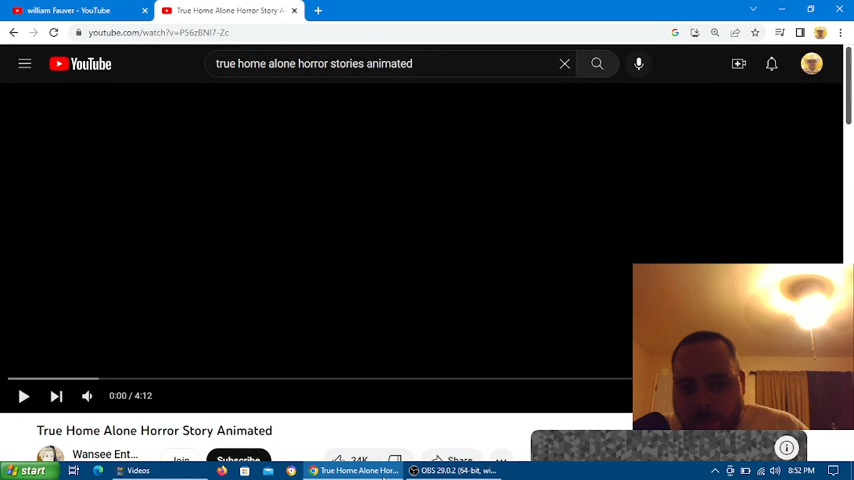 william Fauver - YouTube
True Home Alone Horror Story A
youtube.com/watch?v=PS6zBNI7-Zc
YouTube
true home alone horror stories animated
0:00 / 4:12
True Home Alone Horror Story Animated
Wansee Ent...
Join
Subscribe
34K
Share
start
Videos
True Home Alone Hor...
OBS 29.0.2 (64-bit, wi...
8:52 PM